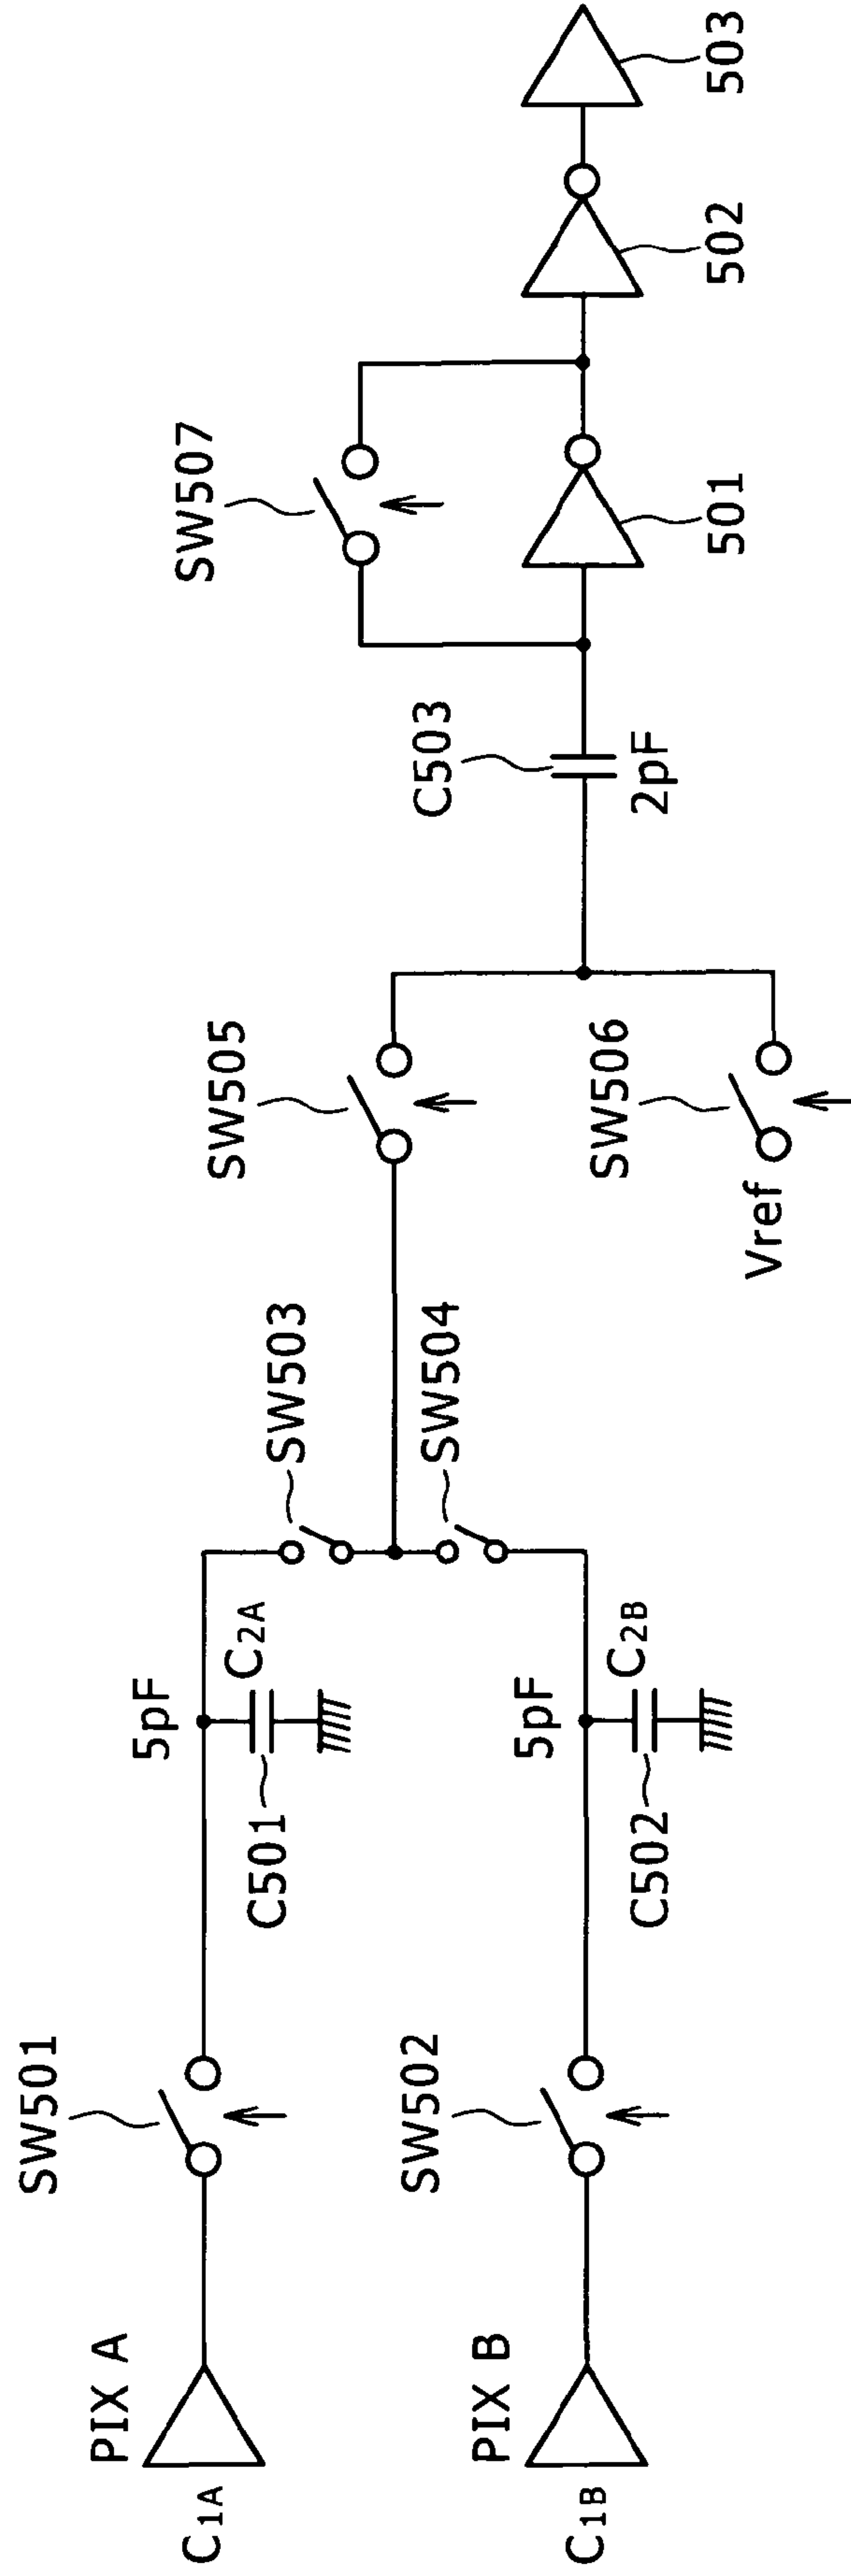 SW501
PIX A
C1A
5pF
C2A
C501
SW503
SW505
SW507
SW502
PIX B
C1B
5pF
C2B
C502
SW504
SW506
Vref
C503
2pF
501
502
503